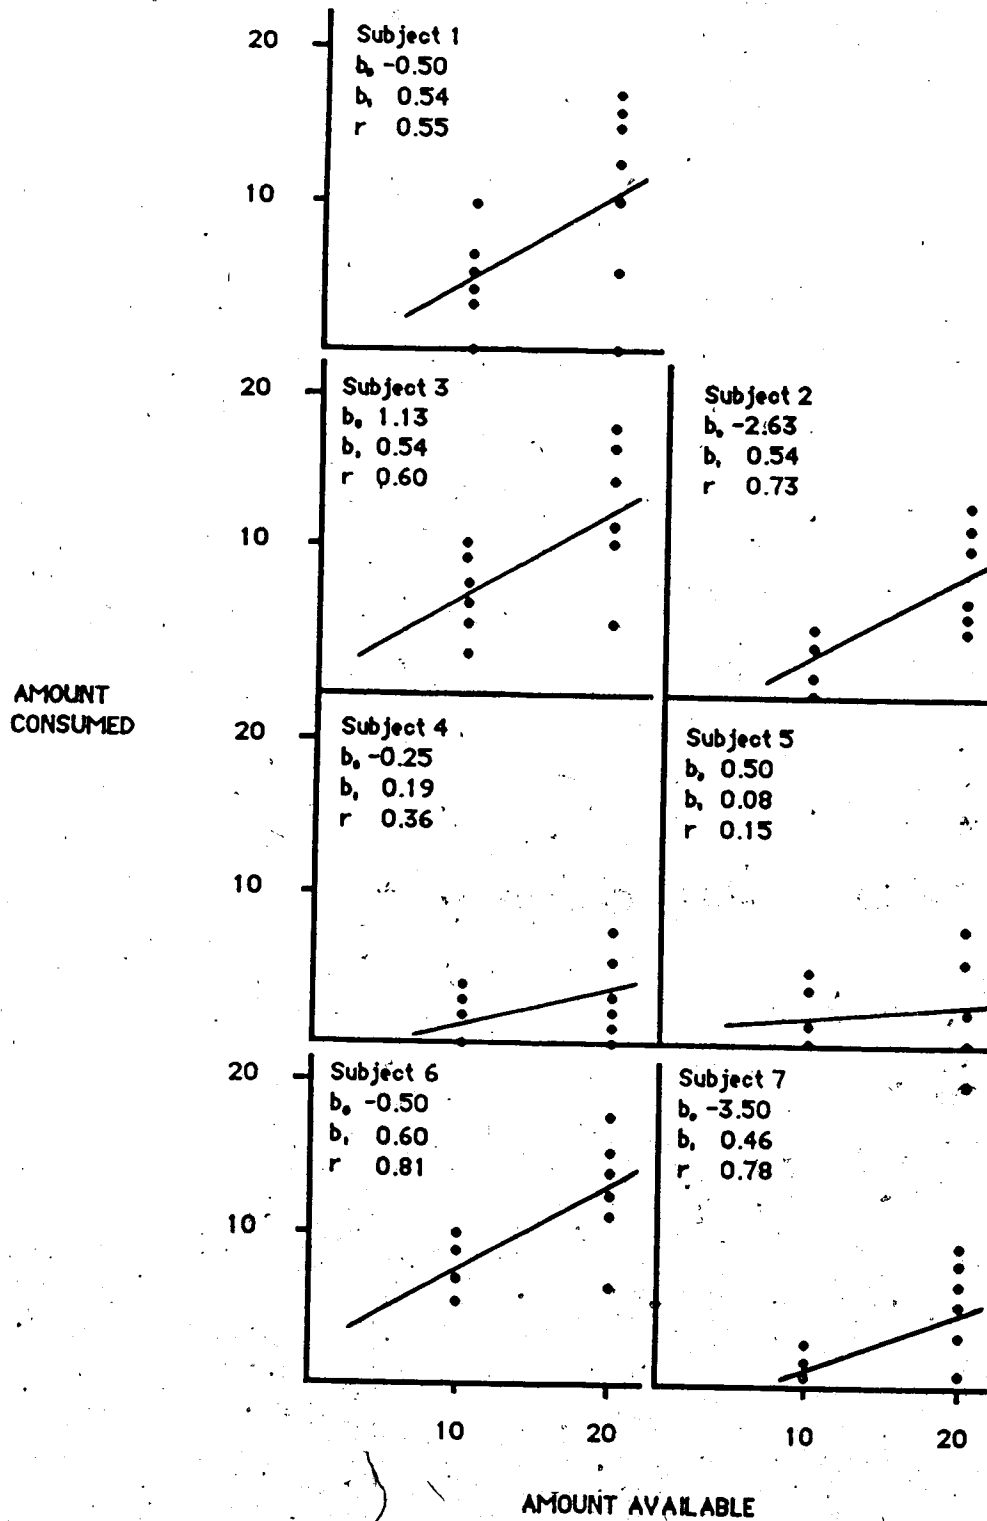 20
10
Subject 1
b₀ -0.50
b₁ 0.54
r 0.55
20
10
Subject 3
b₀ 1.13
b₁ 0.54
r 0.60
Subject 2
b₀ -2.63
b₁ 0.54
r 0.73
AMOUNT
CONSUMED
20
10
Subject 4
b₀ -0.25
b₁ 0.19
r 0.36
Subject 5
b₀ 0.50
b₁ 0.08
r 0.15
20
10
Subject 6
b₀ -0.50
b₁ 0.60
r 0.81
Subject 7
b₀ -3.50
b₁ 0.46
r 0.78
10 20 10 20
AMOUNT AVAILABLE